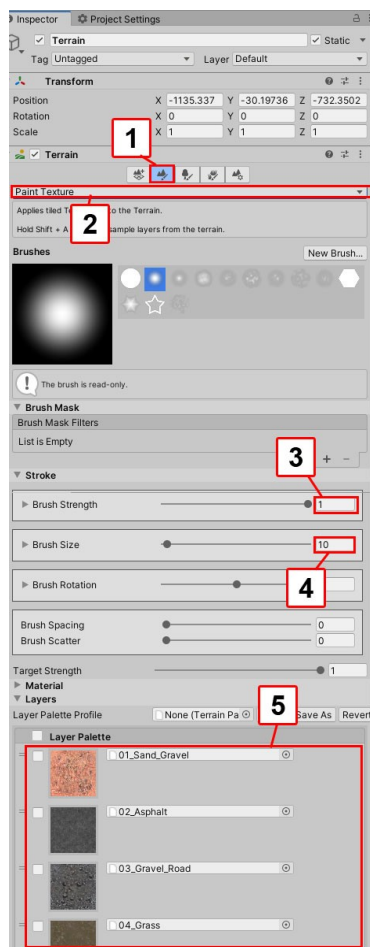 Inspector Project Settings
Terrain Static
Tag Untagged Layer Default
Transform
Position X -1135.337 Y -30.19736 Z -732.3502
Rotation X 0 Y 0 Z 0
Scale X 1 Y 1 Z 1
1
Terrain
Paint Texture
2
Applies tiled to the Terrain.
Hold Shift + A sample layers from the terrain.
Brushes New Brush...
The brush is read-only.
Brush Mask
Brush Mask Filters
List is Empty
+ -
3
Stroke
Brush Strength 1
Brush Size 10
4
Brush Rotation
Brush Spacing 0
Brush Scatter 0
Target Strength 1
Material
Layers
5
Layer Palette Profile None (Terrain Pa Save As Revert
Layer Palette
01_Sand_Gravel
02_Asphalt
03_Gravel_Road
04_Grass